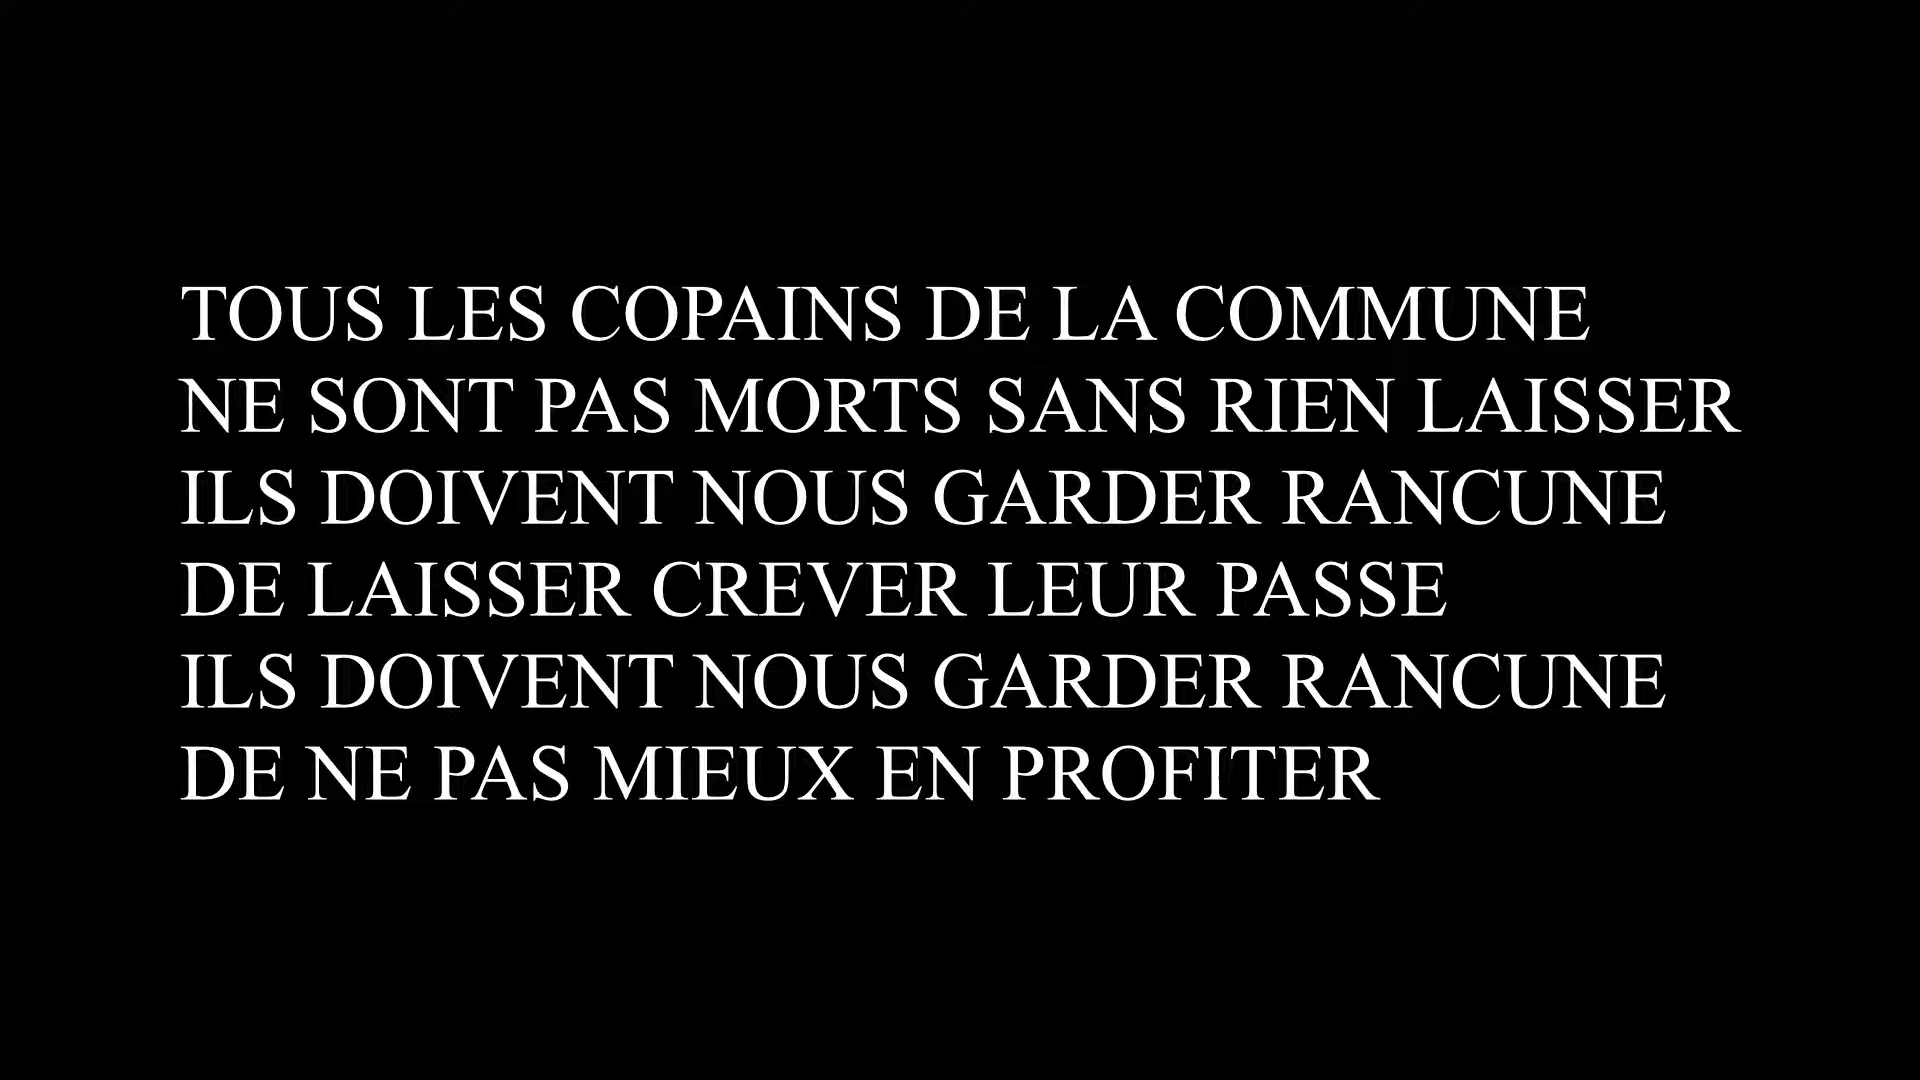 TOUS LES COPAINS DE LA COMMUNE
NE SONT PAS MORTS SANS RIEN LAISSER
ILS DOIVENT NOUS GARDER RANCUNE
DE LAISSER CREVER LEUR PASSE
ILS DOIVENT NOUS GARDER RANCUNE
DE NE PAS MIEUX EN PROFITER